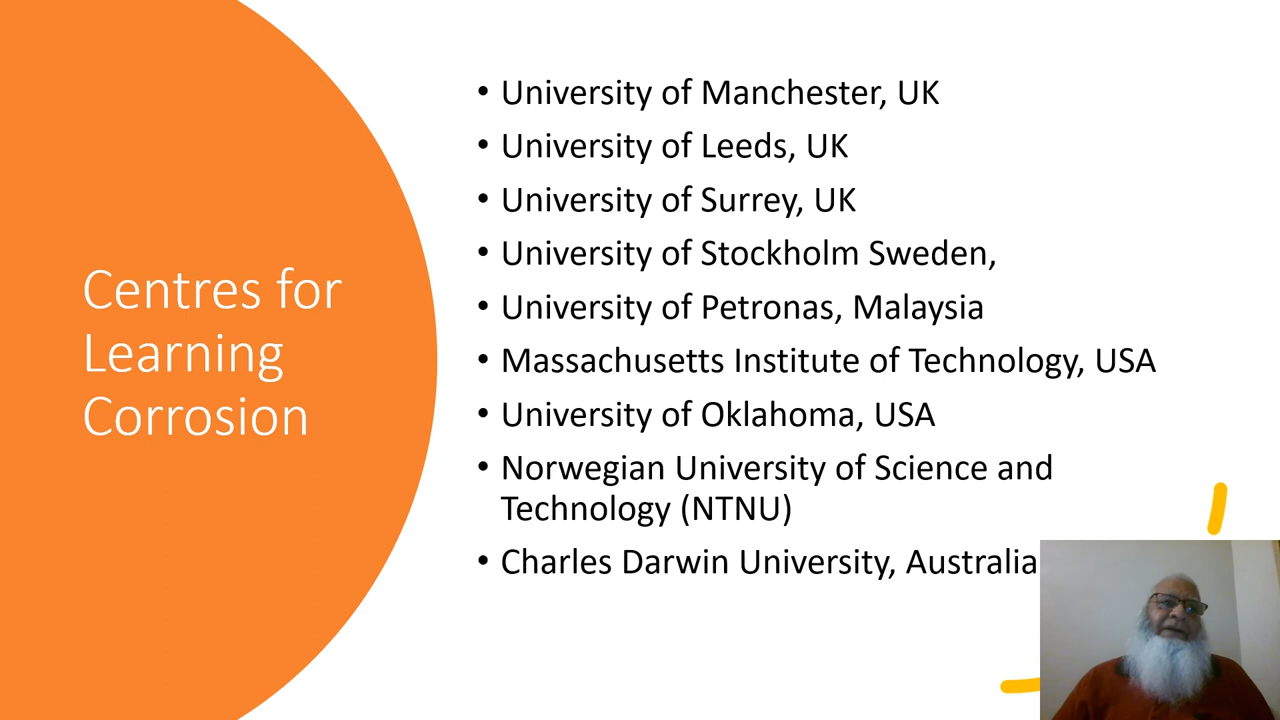 Centres for
Learning
Corrosion
• University of Manchester, UK
• University of Leeds, UK
• University of Surrey, UK
• University of Stockholm Sweden,
• University of Petronas, Malaysia
• Massachusetts Institute of Technology, USA
• University of Oklahoma, USA
• Norwegian University of Science and
Technology (NTNU)
• Charles Darwin University, Australia